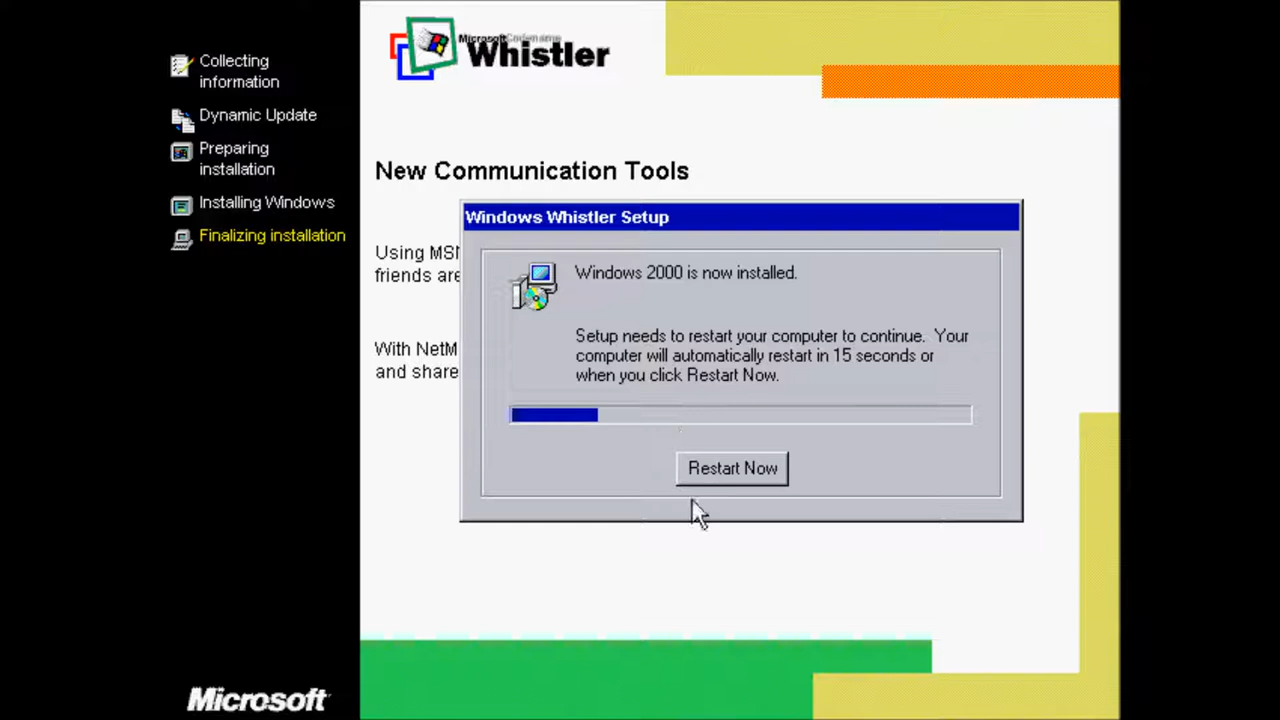 Collecting
information
Dynamic Update
Preparing
installation
Installing Windows
Finalizing installation
Microsoft
Microsoft Codename
Whistler
New Communication Tools
Using MSN
friends are
With NetM
and share
Windows Whistler Setup
Windows 2000 is now installed.
Setup needs to restart your computer to continue. Your
computer will automatically restart in 15 seconds or
when you click Restart Now.
Restart Now